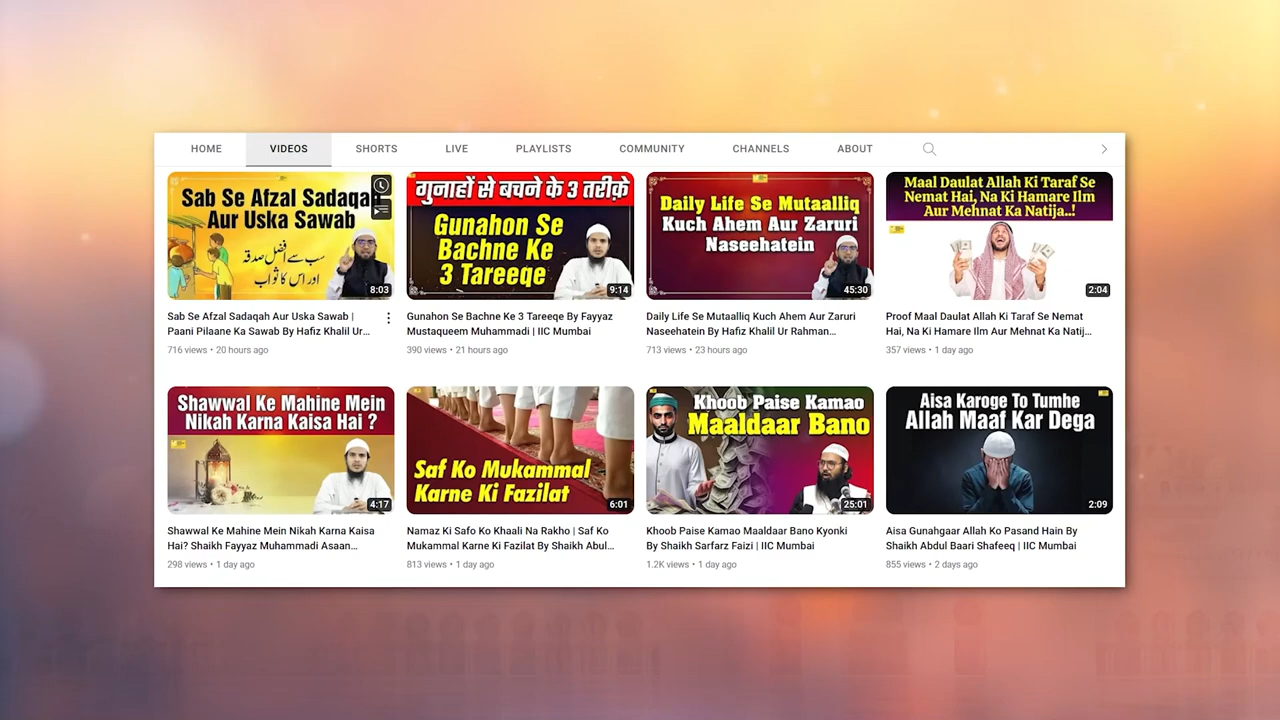 HOME
VIDEOS
SHORTS
LIVE
PLAYLISTS
COMMUNITY
CHANNELS
ABOUT
Sab Se Afzal Sadaqah
Aur Uska Sawab
سب سے افضل صدقہ
اور اس کا ثواب
8:03
Sab Se Afzal Sadaqah Aur Uska Sawab |
Paani Pilaane Ka Sawab By Hafiz Khalil Ur...
716 views • 20 hours ago
गुनाहों से बचने के 3 तरीक़े
Gunahon Se
Bachne Ke
3 Tareeqe
9:14
Gunahon Se Bachne Ke 3 Tareeqe By Fayyaz
Mustaqueem Muhammadi | IIC Mumbai
390 views • 21 hours ago
Daily Life Se Mutaalliq
Kuch Ahem Aur Zaruri
Naseehatein
45:30
Daily Life Se Mutaalliq Kuch Ahem Aur Zaruri
Naseehatein By Hafiz Khalil Ur Rahman...
713 views • 23 hours ago
Maal Daulat Allah Ki Taraf Se
Nemat Hai, Na Ki Hamare Ilm
Aur Mehnat Ka Natija..!
2:04
Proof Maal Daulat Allah Ki Taraf Se Nemat
Hai, Na Ki Hamare Ilm Aur Mehnat Ka Natij...
357 views • 1 day ago
Shawwal Ke Mahine Mein
Nikah Karna Kaisa Hai ?
4:17
Shawwal Ke Mahine Mein Nikah Karna Kaisa
Hai? Shaikh Fayyaz Muhammadi Asaan...
298 views • 1 day ago
Saf Ko Mukammal
Karne Ki Fazilat
6:01
Namaz Ki Safo Ko Khaali Na Rakho | Saf Ko
Mukammal Karne Ki Fazilat By Shaikh Abul...
813 views • 1 day ago
Khoob Paise Kamao
Maaldaar Bano
25:01
Khoob Paise Kamao Maaldaar Bano Kyonki
By Shaikh Sarfarz Faizi | IIC Mumbai
1.2K views • 1 day ago
Aisa Karoge To Tumhe
Allah Maaf Kar Dega
2:09
Aisa Gunahgaar Allah Ko Pasand Hain By
Shaikh Abdul Baari Shafeeq | IIC Mumbai
855 views • 2 days ago